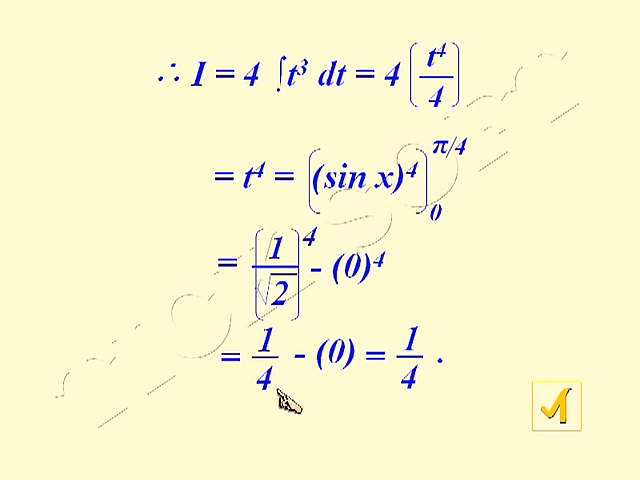 ∴ I = 4 ∫t³ dt = 4 [t⁴/4]
= t⁴ = [(sin x)⁴]₀^π/4
= [1/√2]⁴ - (0)⁴
= 1/4 - (0) = 1/4 .